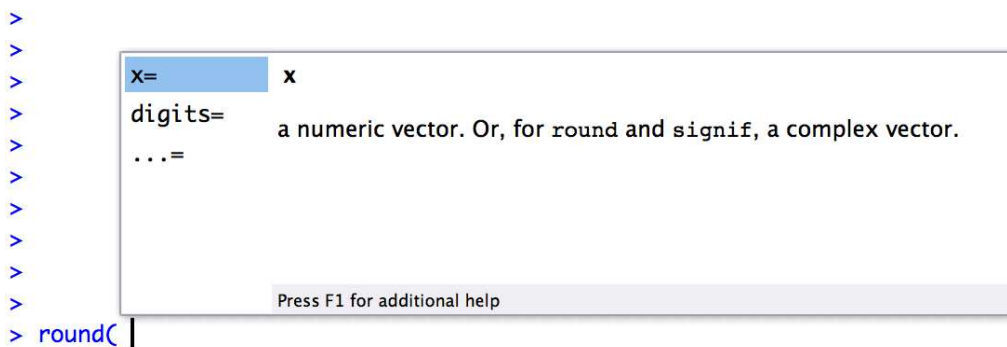 >
>
>
>
>
>
>
>
>
>
> round(
x=
digits=
...=
x
a numeric vector. Or, for round and signif, a complex vector.
Press F1 for additional help